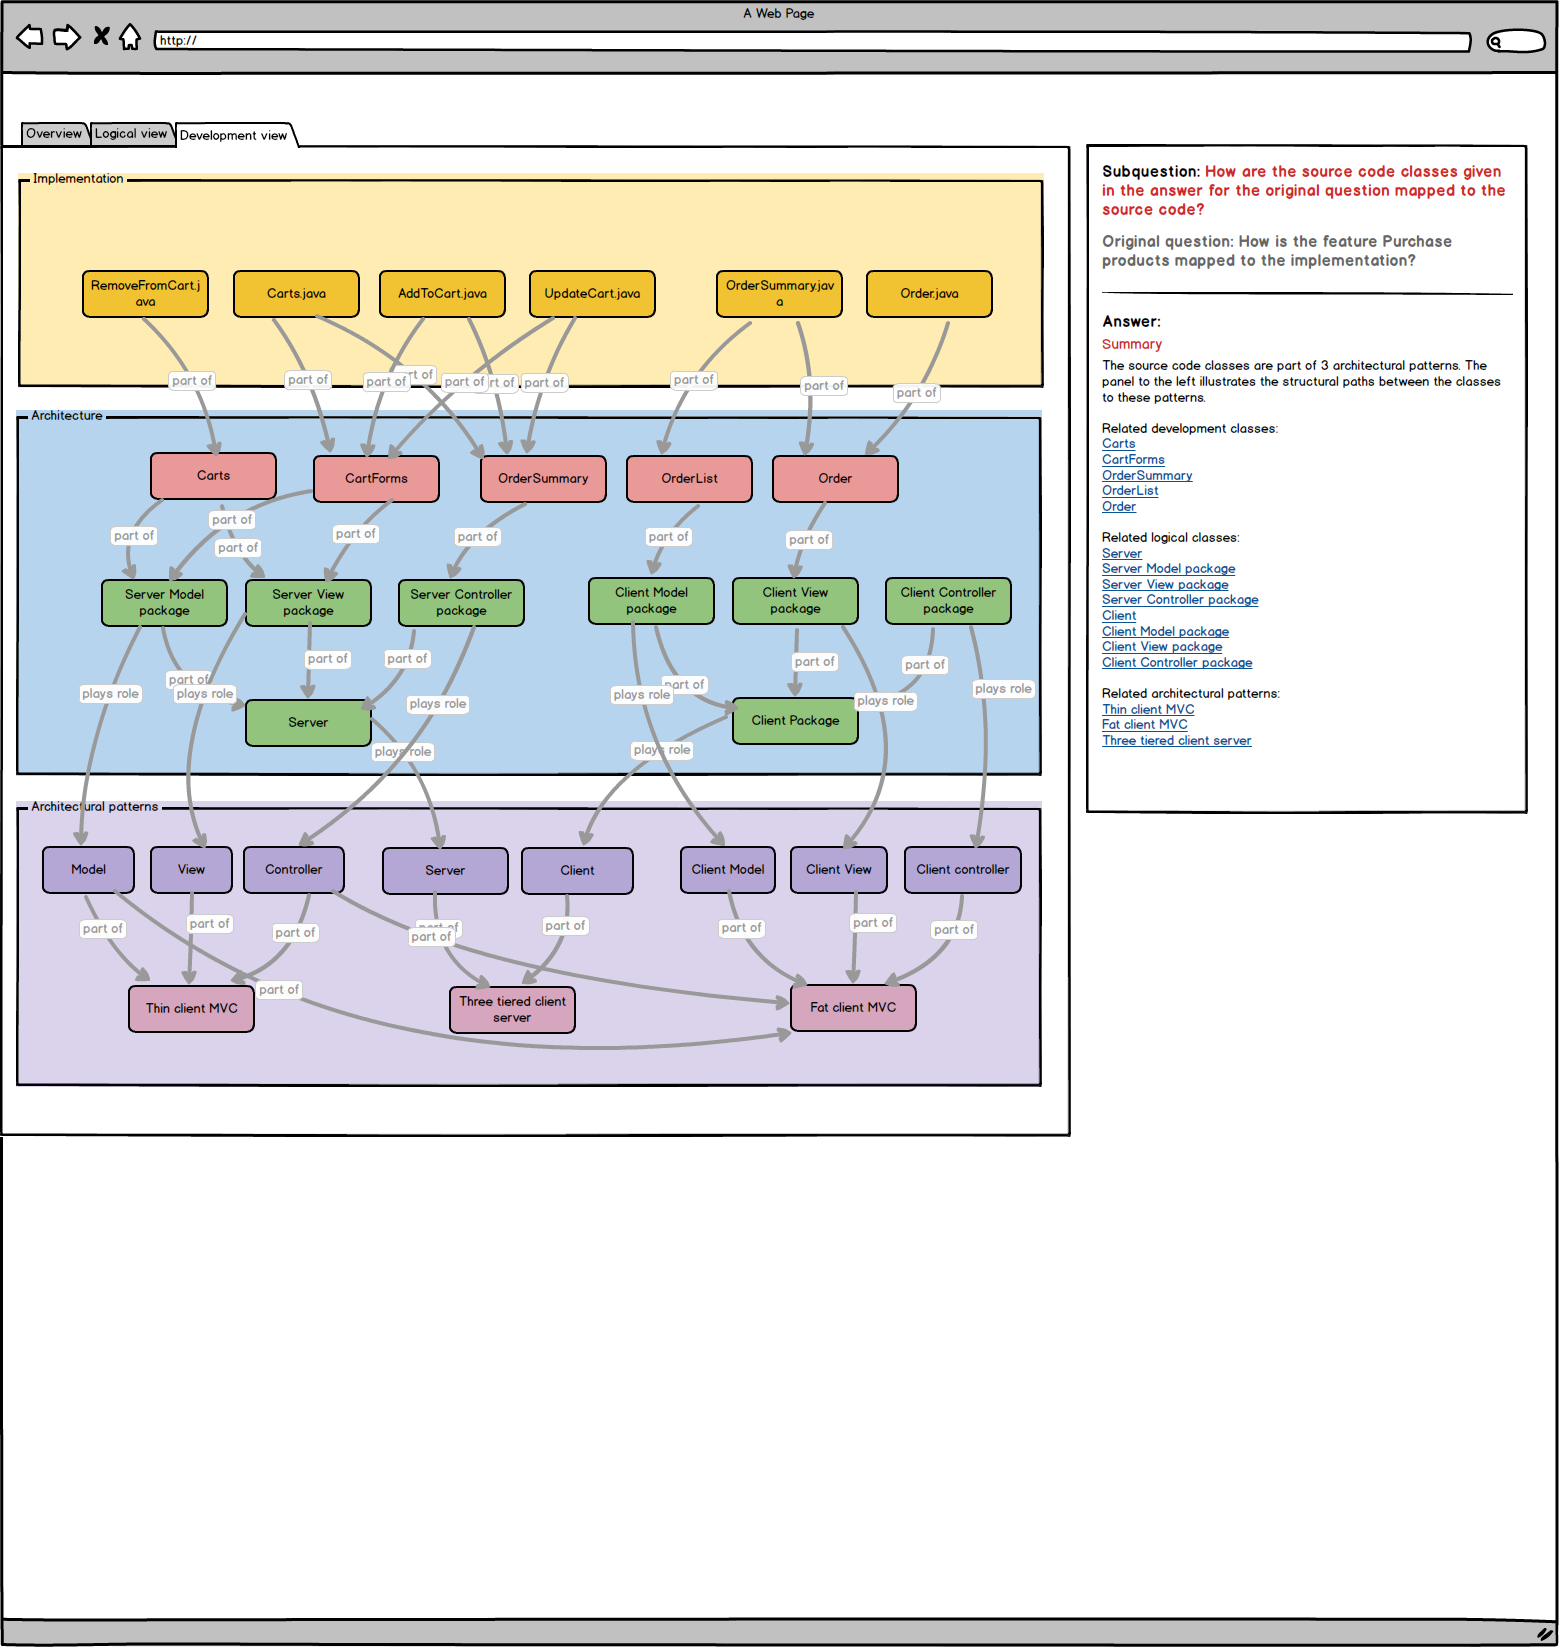 A Web Page
http://
Overview
Logical view
Development view
Implementation
RemoveFromCart.j
ava
Carts.java
AddToCart.java
UpdateCart.java
OrderSummary.jav
a
Order.java
part of
part of
part of
rt of
part of
rt of
part of
part of
part of
part of
Architecture
Carts
CartForms
OrderSummary
OrderList
Order
part of
part of
part of
part of
part of
part of
part of
Server Model
package
Server View
package
Server Controller
package
Client Model
package
Client View
package
Client Controller
package
part of
part of
part of
part of
part of
part of
plays role
plays role
plays role
plays role
plays role
plays role
Server
Client Package
plays role
plays role
Architectural patterns
Model
View
Controller
Server
Client
Client Model
Client View
Client controller
part of
part of
part of
part of
part of
part of
part of
part of
part of
part of
Thin client MVC
Three tiered client
server
Fat client MVC
Subquestion: How are the source code classes given
in the answer for the original question mapped to the
source code?
Original question: How is the feature Purchase
products mapped to the implementation?
Answer:
Summary
The source code classes are part of 3 architectural patterns. The
panel to the left illustrates the structural paths between the classes
to these patterns.
Related development classes:
Carts
CartForms
OrderSummary
OrderList
Order
Related logical classes:
Server
Server Model package
Server View package
Server Controller package
Client
Client Model package
Client View package
Client Controller package
Related architectural patterns:
Thin client MVC
Fat client MVC
Three tiered client server